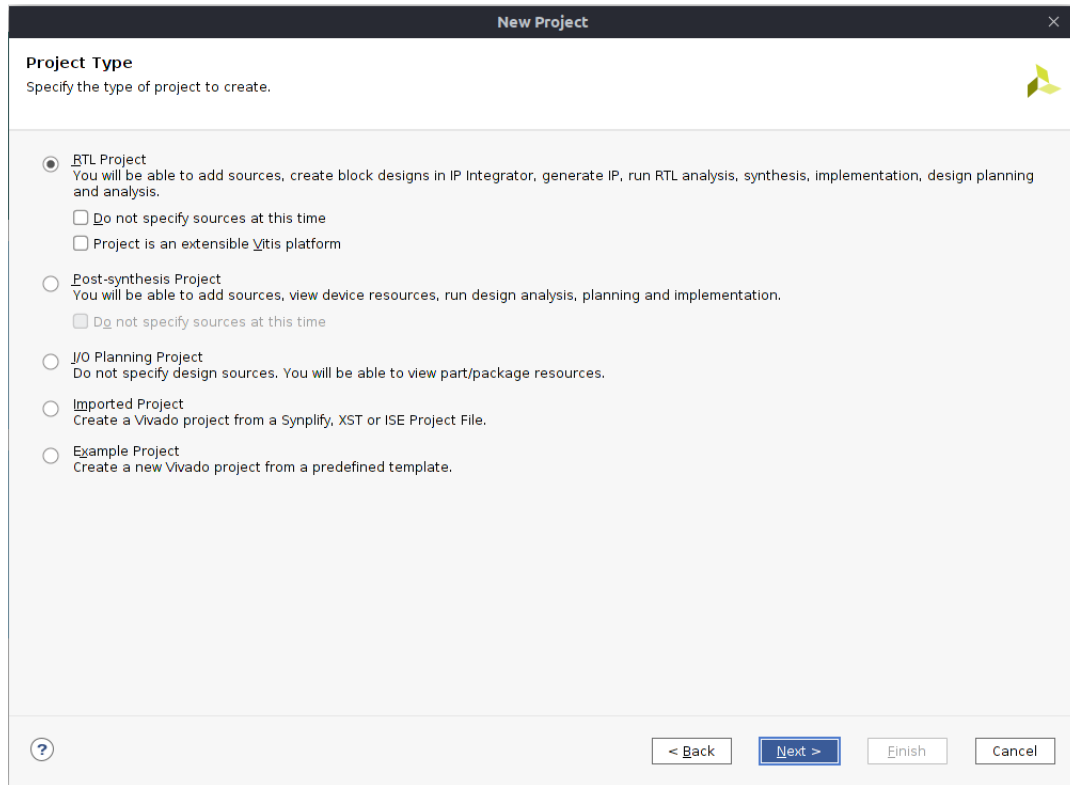 New Project
Project Type
Specify the type of project to create.
RTL Project
You will be able to add sources, create block designs in IP Integrator, generate IP, run RTL analysis, synthesis, implementation, design planning
and analysis.
Do not specify sources at this time
Project is an extensible Vitis platform
Post-synthesis Project
You will be able to add sources, view device resources, run design analysis, planning and implementation.
Do not specify sources at this time
I/O Planning Project
Do not specify design sources. You will be able to view part/package resources.
Imported Project
Create a Vivado project from a Synplify, XST or ISE Project File.
Example Project
Create a new Vivado project from a predefined template.
? < Back Next > Finish Cancel